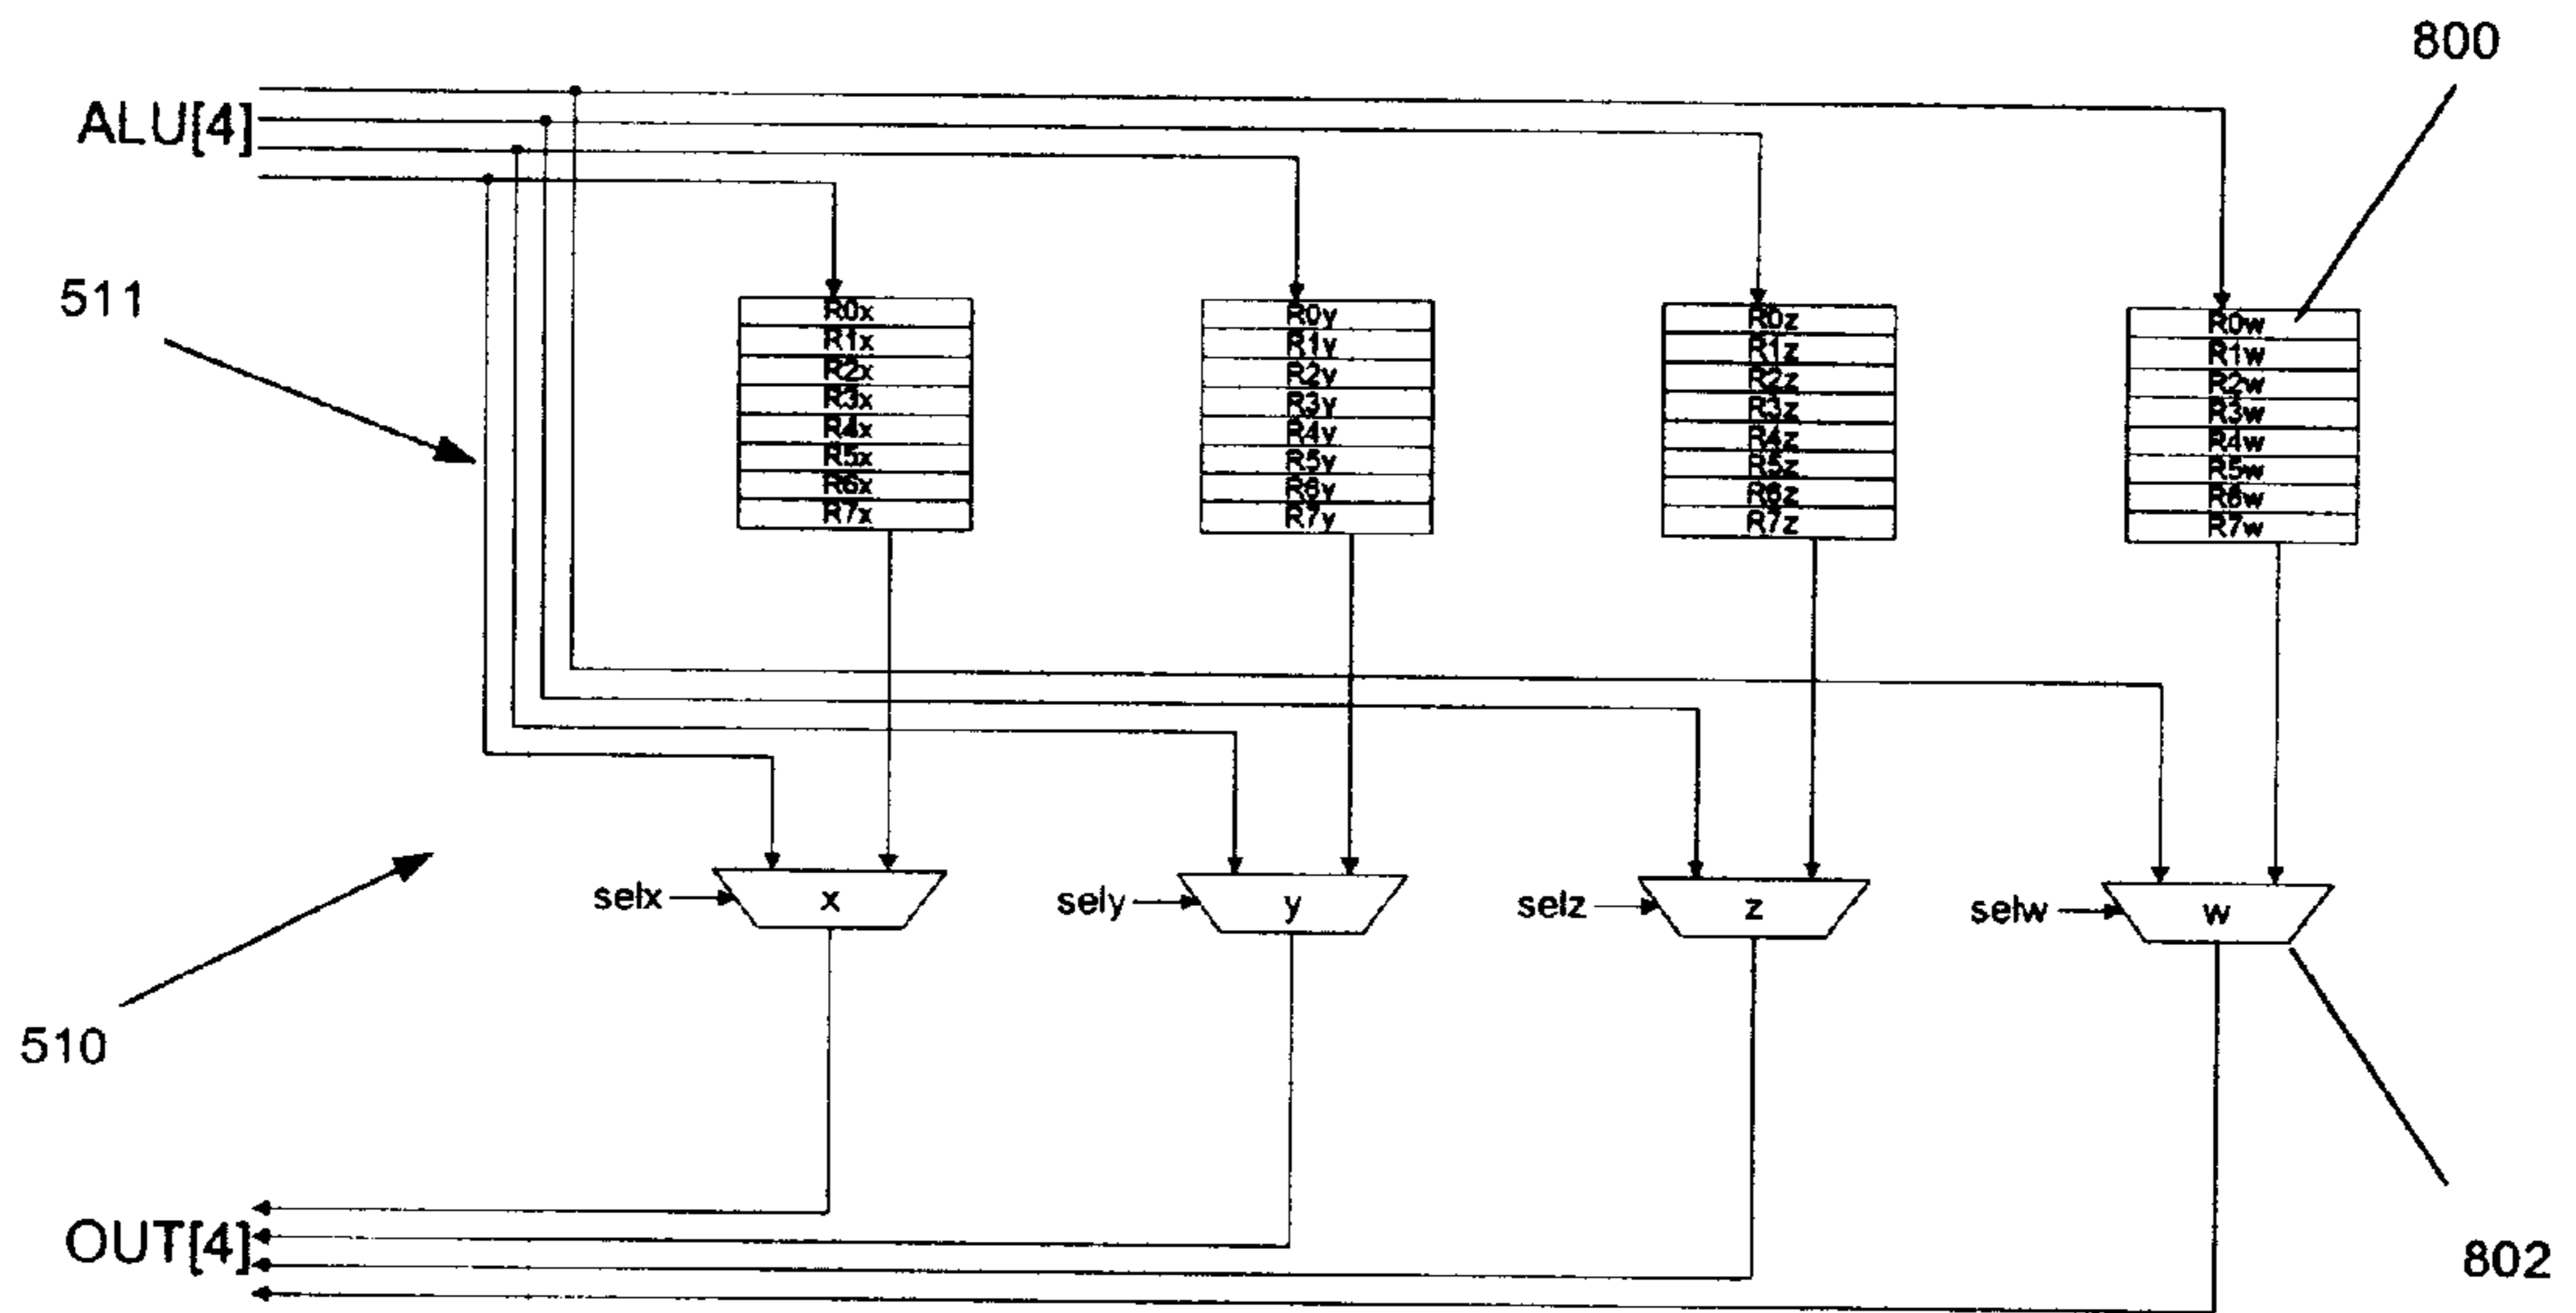 800
ALU[4]
511
R0x
R1x
R2x
R3x
R4x
R5x
R6x
R7x
R0y
R1y
R2y
R3y
R4y
R5y
R6y
R7y
R0z
R1z
R2z
R3z
R4z
R5z
R6z
R7z
R0w
R1w
R2w
R3w
R4w
R5w
R6w
R7w
selx x
sely y
selz z
selw w
510
OUT[4]
802